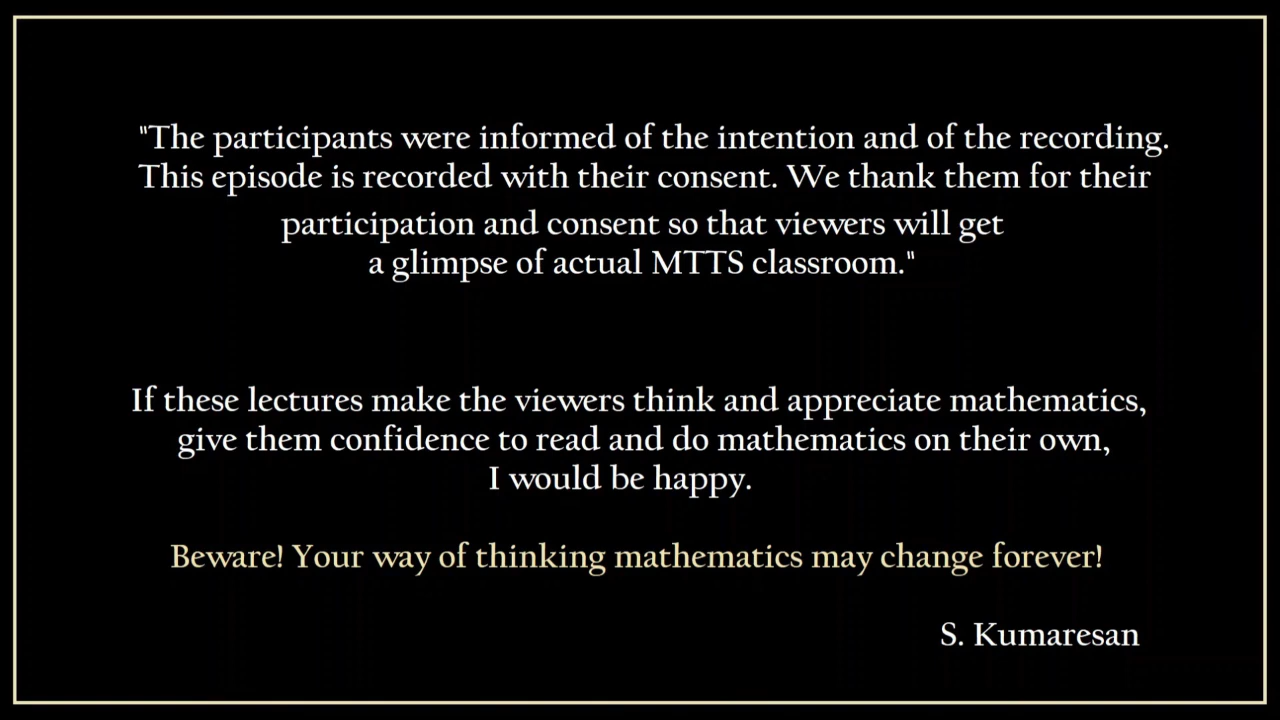 "The participants were informed of the intention and of the recording.
This episode is recorded with their consent. We thank them for their
participation and consent so that viewers will get
a glimpse of actual MTTS classroom."
If these lectures make the viewers think and appreciate mathematics,
give them confidence to read and do mathematics on their own,
I would be happy.
Beware! Your way of thinking mathematics may change forever!
S. Kumaresan